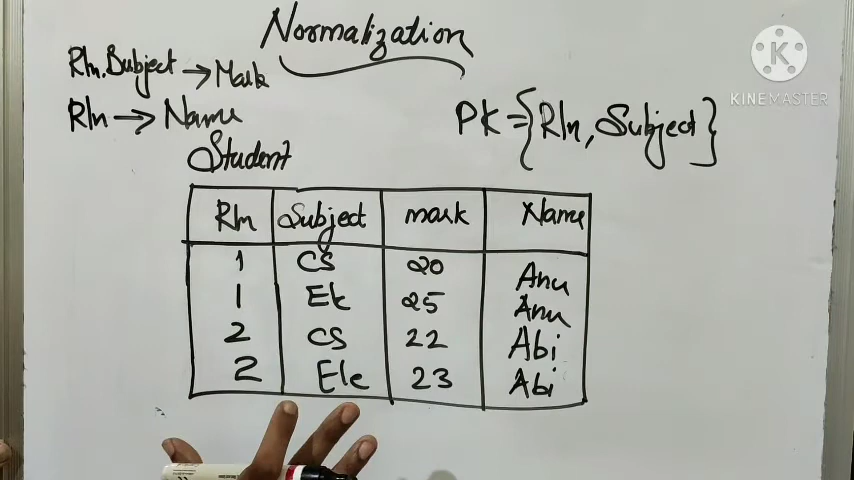 Normalization
Rln, Subject → Mark
Rln → Name
PK = {Rln, Subject}
Student
Rln Subject mark Name
1 CS 20 Anu
1 Ele 25 Anu
2 CS 22 Abi
2 Ele 23 Abi
K
KINEMASTER